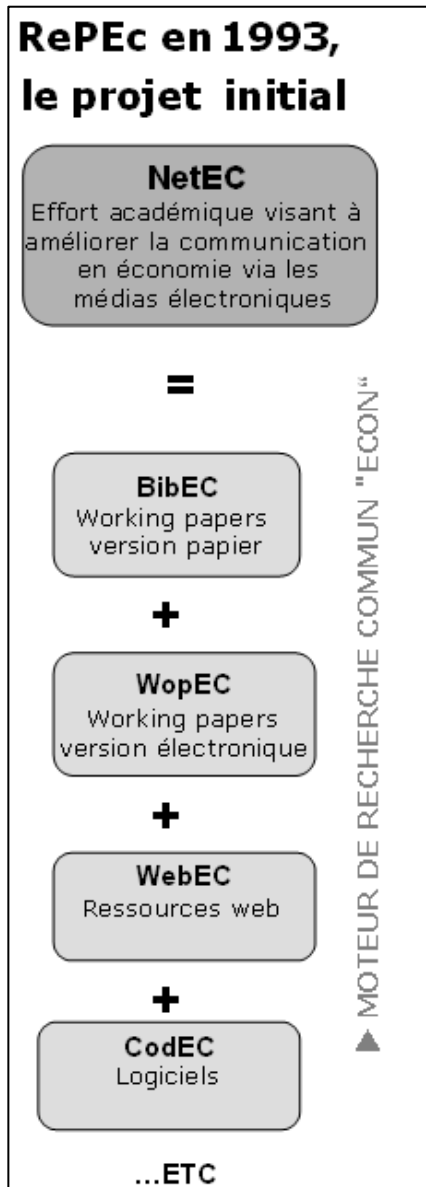 RePEc en 1993,
le projet initial
NetEC
Effort académique visant à
améliorer la communication
en économie via les
médias électroniques
=
BibEC
Working papers
version papier
+
WopEC
Working papers
version électronique
+
WebEC
Ressources web
+
CodEC
Logiciels
...ETC
▶ MOTEUR DE RECHERCHE COMMUN "ECON"